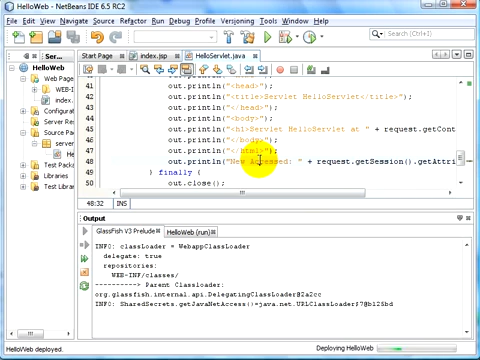 HelloWeb - NetBeans IDE 6.5 RC2
File Edit View Navigate Source Refactor Run Debug Profile Versioning Tools Window Help
Search (Ctrl+I)
Ser...
Start Page
index.jsp
HelloServlet.java
HelloWeb
Web Page
WEB-I
index.
Configurat
Server Res
Source Pac
server
He
Test Packa
Libraries
Test Librar
41 out.println("<head>");
42 out.println("<title>Servlet HelloServlet</title>");
43 out.println("</head>");
44 out.println("<body>");
45 out.println("<h1>Servlet HelloServlet at " + request.getCont
46 out.println("</body>");
47 out.println("</html>");
48 out.println("New Accessed: " + request.getSession().getAttri
49 } finally {
50 out.close();
48:32 INS
Output
GlassFish V3 Prelude
HelloWeb (run)
INFO: classLoader = WebappClassLoader
delegate: true
repositories:
WEB-INF/classes/
----------> Parent Classloader:
org.glassfish.internal.api.DelegatingClassLoader@2a2cc
INFO: SharedSecrets.getJavaNetAccess()=java.net.URLClassLoader$7@b125bd
HelloWeb deployed.
Deploying HelloWeb